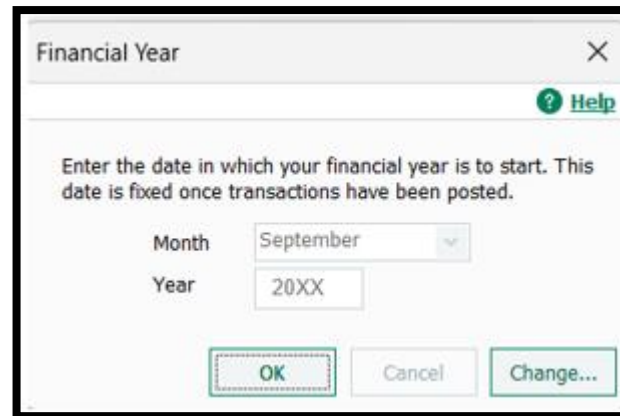 Financial Year
? Help
Enter the date in which your financial year is to start. This
date is fixed once transactions have been posted.
Month September
Year 20XX
OK Cancel Change...